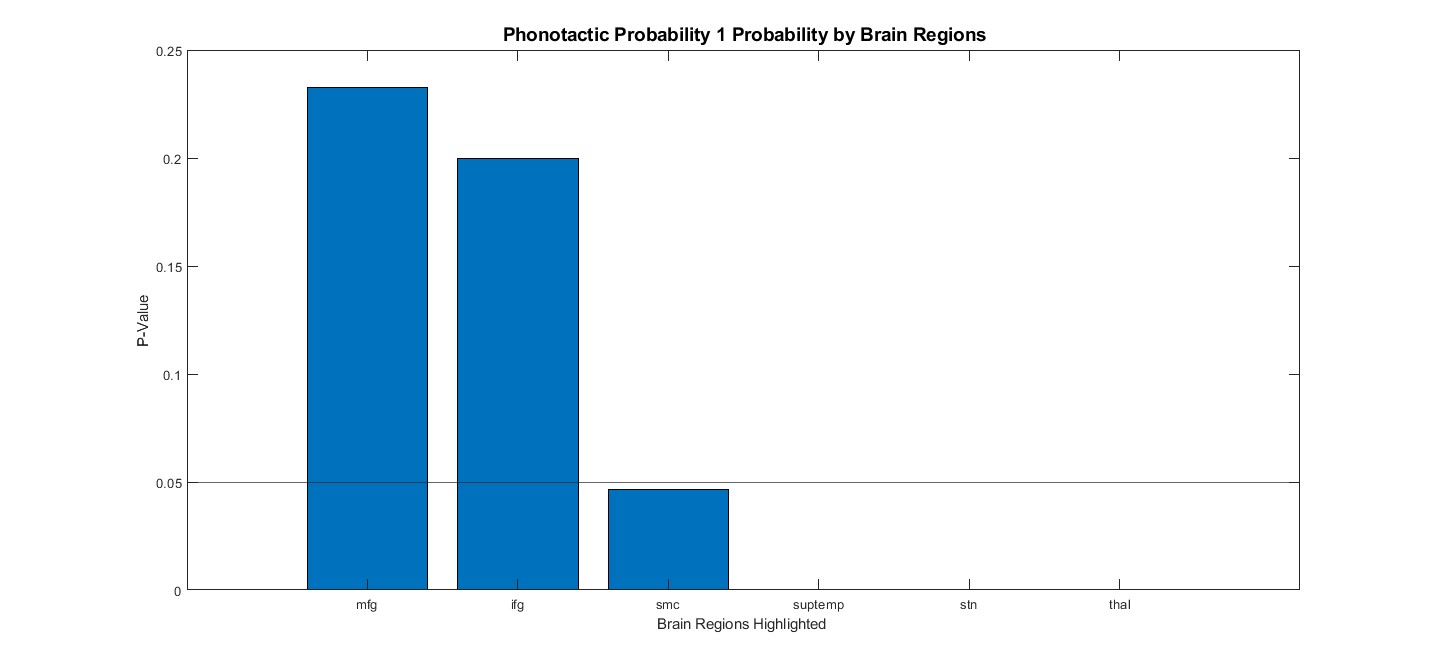 Phonotactic Probability 1 Probability by Brain Regions
0.25
0.2
0.15
0.1
0.05
0
P-Value
mfg ifg smc suptemp stn thal
Brain Regions Highlighted